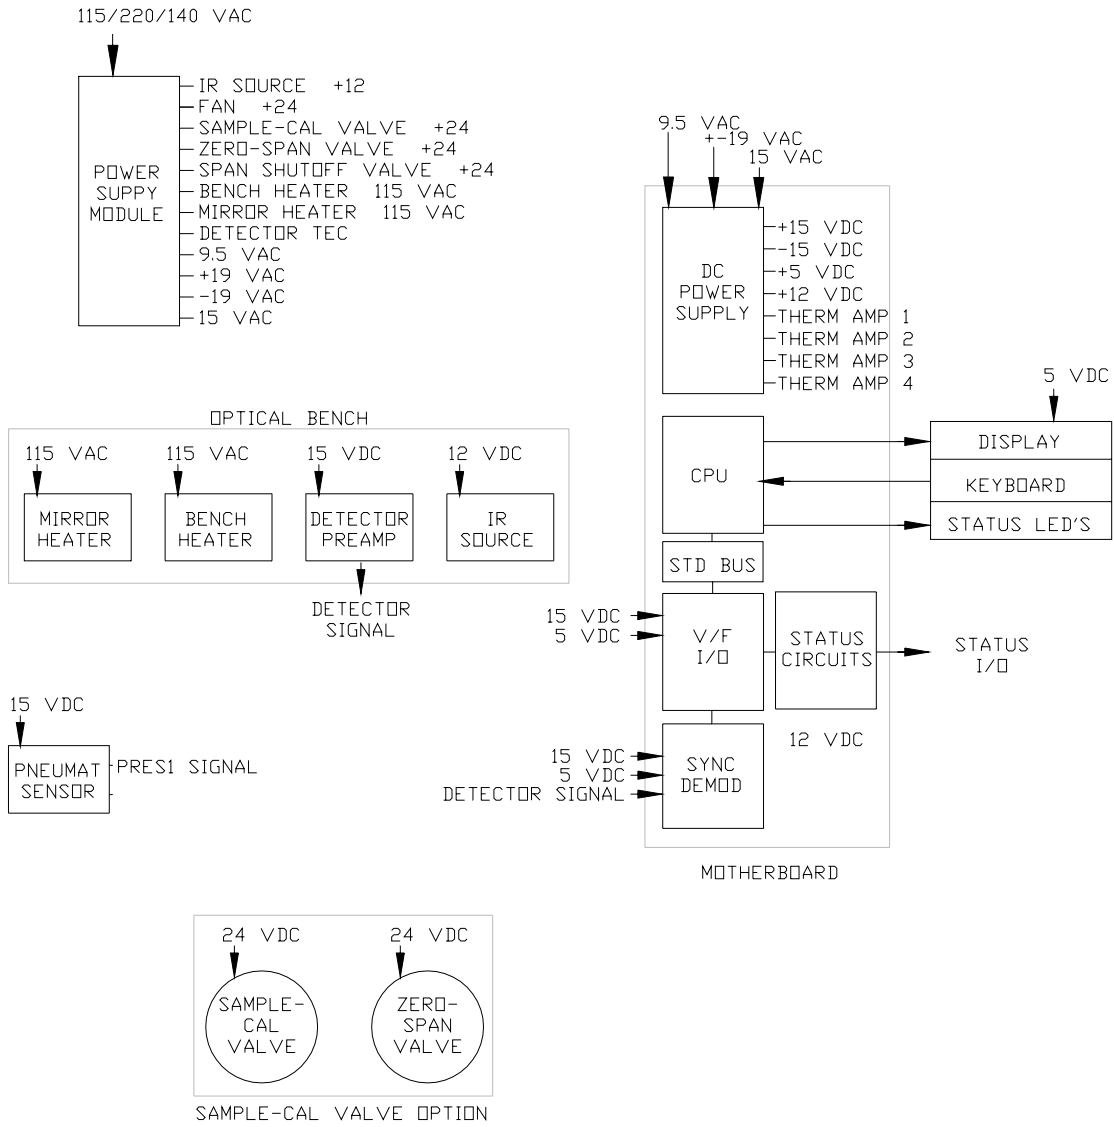 115/220/140 VAC
POWER
SUPPY
MODULE
IR SOURCE +12
FAN +24
SAMPLE-CAL VALVE +24
ZERO-SPAN VALVE +24
SPAN SHUTOFF VALVE +24
BENCH HEATER 115 VAC
MIRROR HEATER 115 VAC
DETECTOR TEC
9.5 VAC
+19 VAC
-19 VAC
15 VAC
9.5 VAC
+-19 VAC
15 VAC
DC
POWER
SUPPLY
+15 VDC
-15 VDC
+5 VDC
+12 VDC
THERM AMP 1
THERM AMP 2
THERM AMP 3
THERM AMP 4
5 VDC
DISPLAY
KEYBOARD
STATUS LED'S
CPU
STD BUS
15 VDC
5 VDC
V/F
I/O
STATUS
CIRCUITS
STATUS
I/O
12 VDC
15 VDC
5 VDC
DETECTOR SIGNAL
SYNC
DEMOD
MOTHERBOARD
OPTICAL BENCH
115 VAC
MIRROR
HEATER
115 VAC
BENCH
HEATER
15 VDC
DETECTOR
PREAMP
12 VDC
IR
SOURCE
DETECTOR
SIGNAL
15 VDC
PNEUMAT
SENSOR
PRES1 SIGNAL
24 VDC
SAMPLE-
CAL
VALVE
24 VDC
ZERO-
SPAN
VALVE
SAMPLE-CAL VALVE OPTION